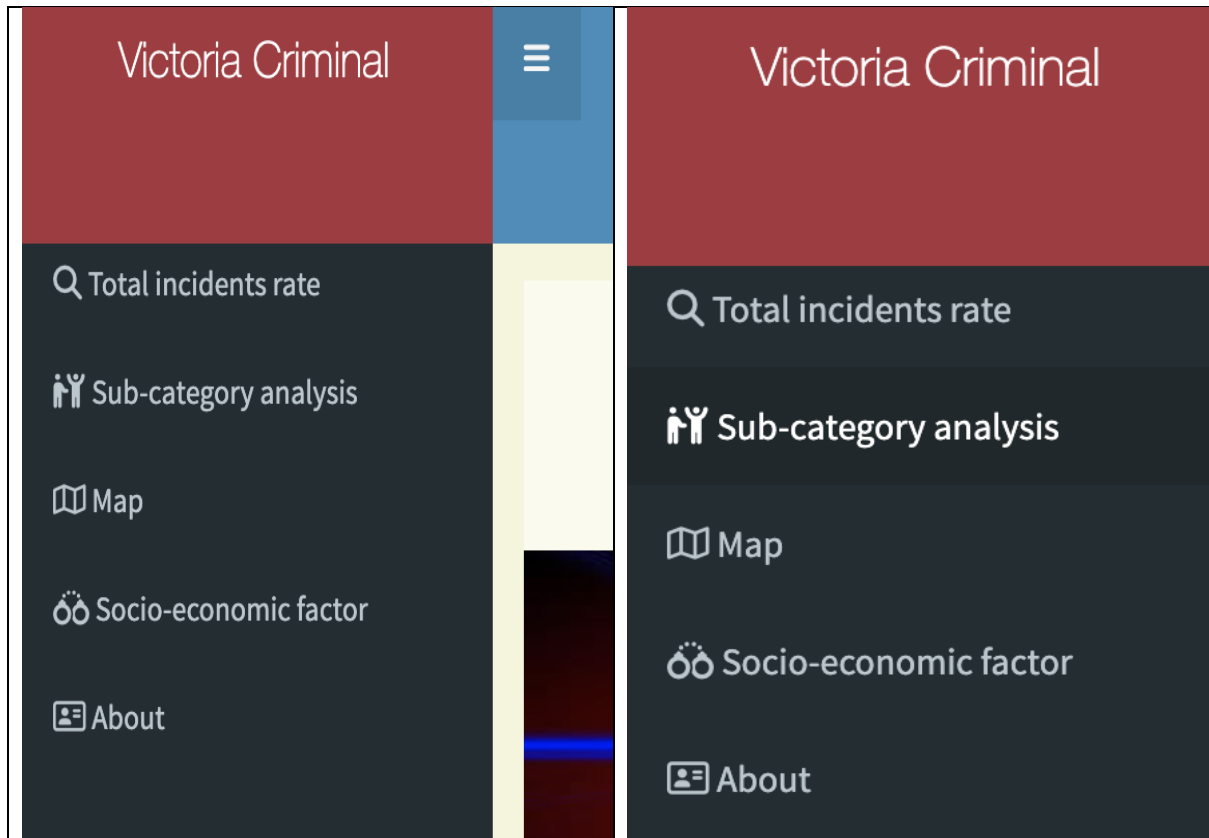 Victoria Criminal
Total incidents rate
Sub-category analysis
Map
Socio-economic factor
About
Victoria Criminal
Total incidents rate
Sub-category analysis
Map
Socio-economic factor
About